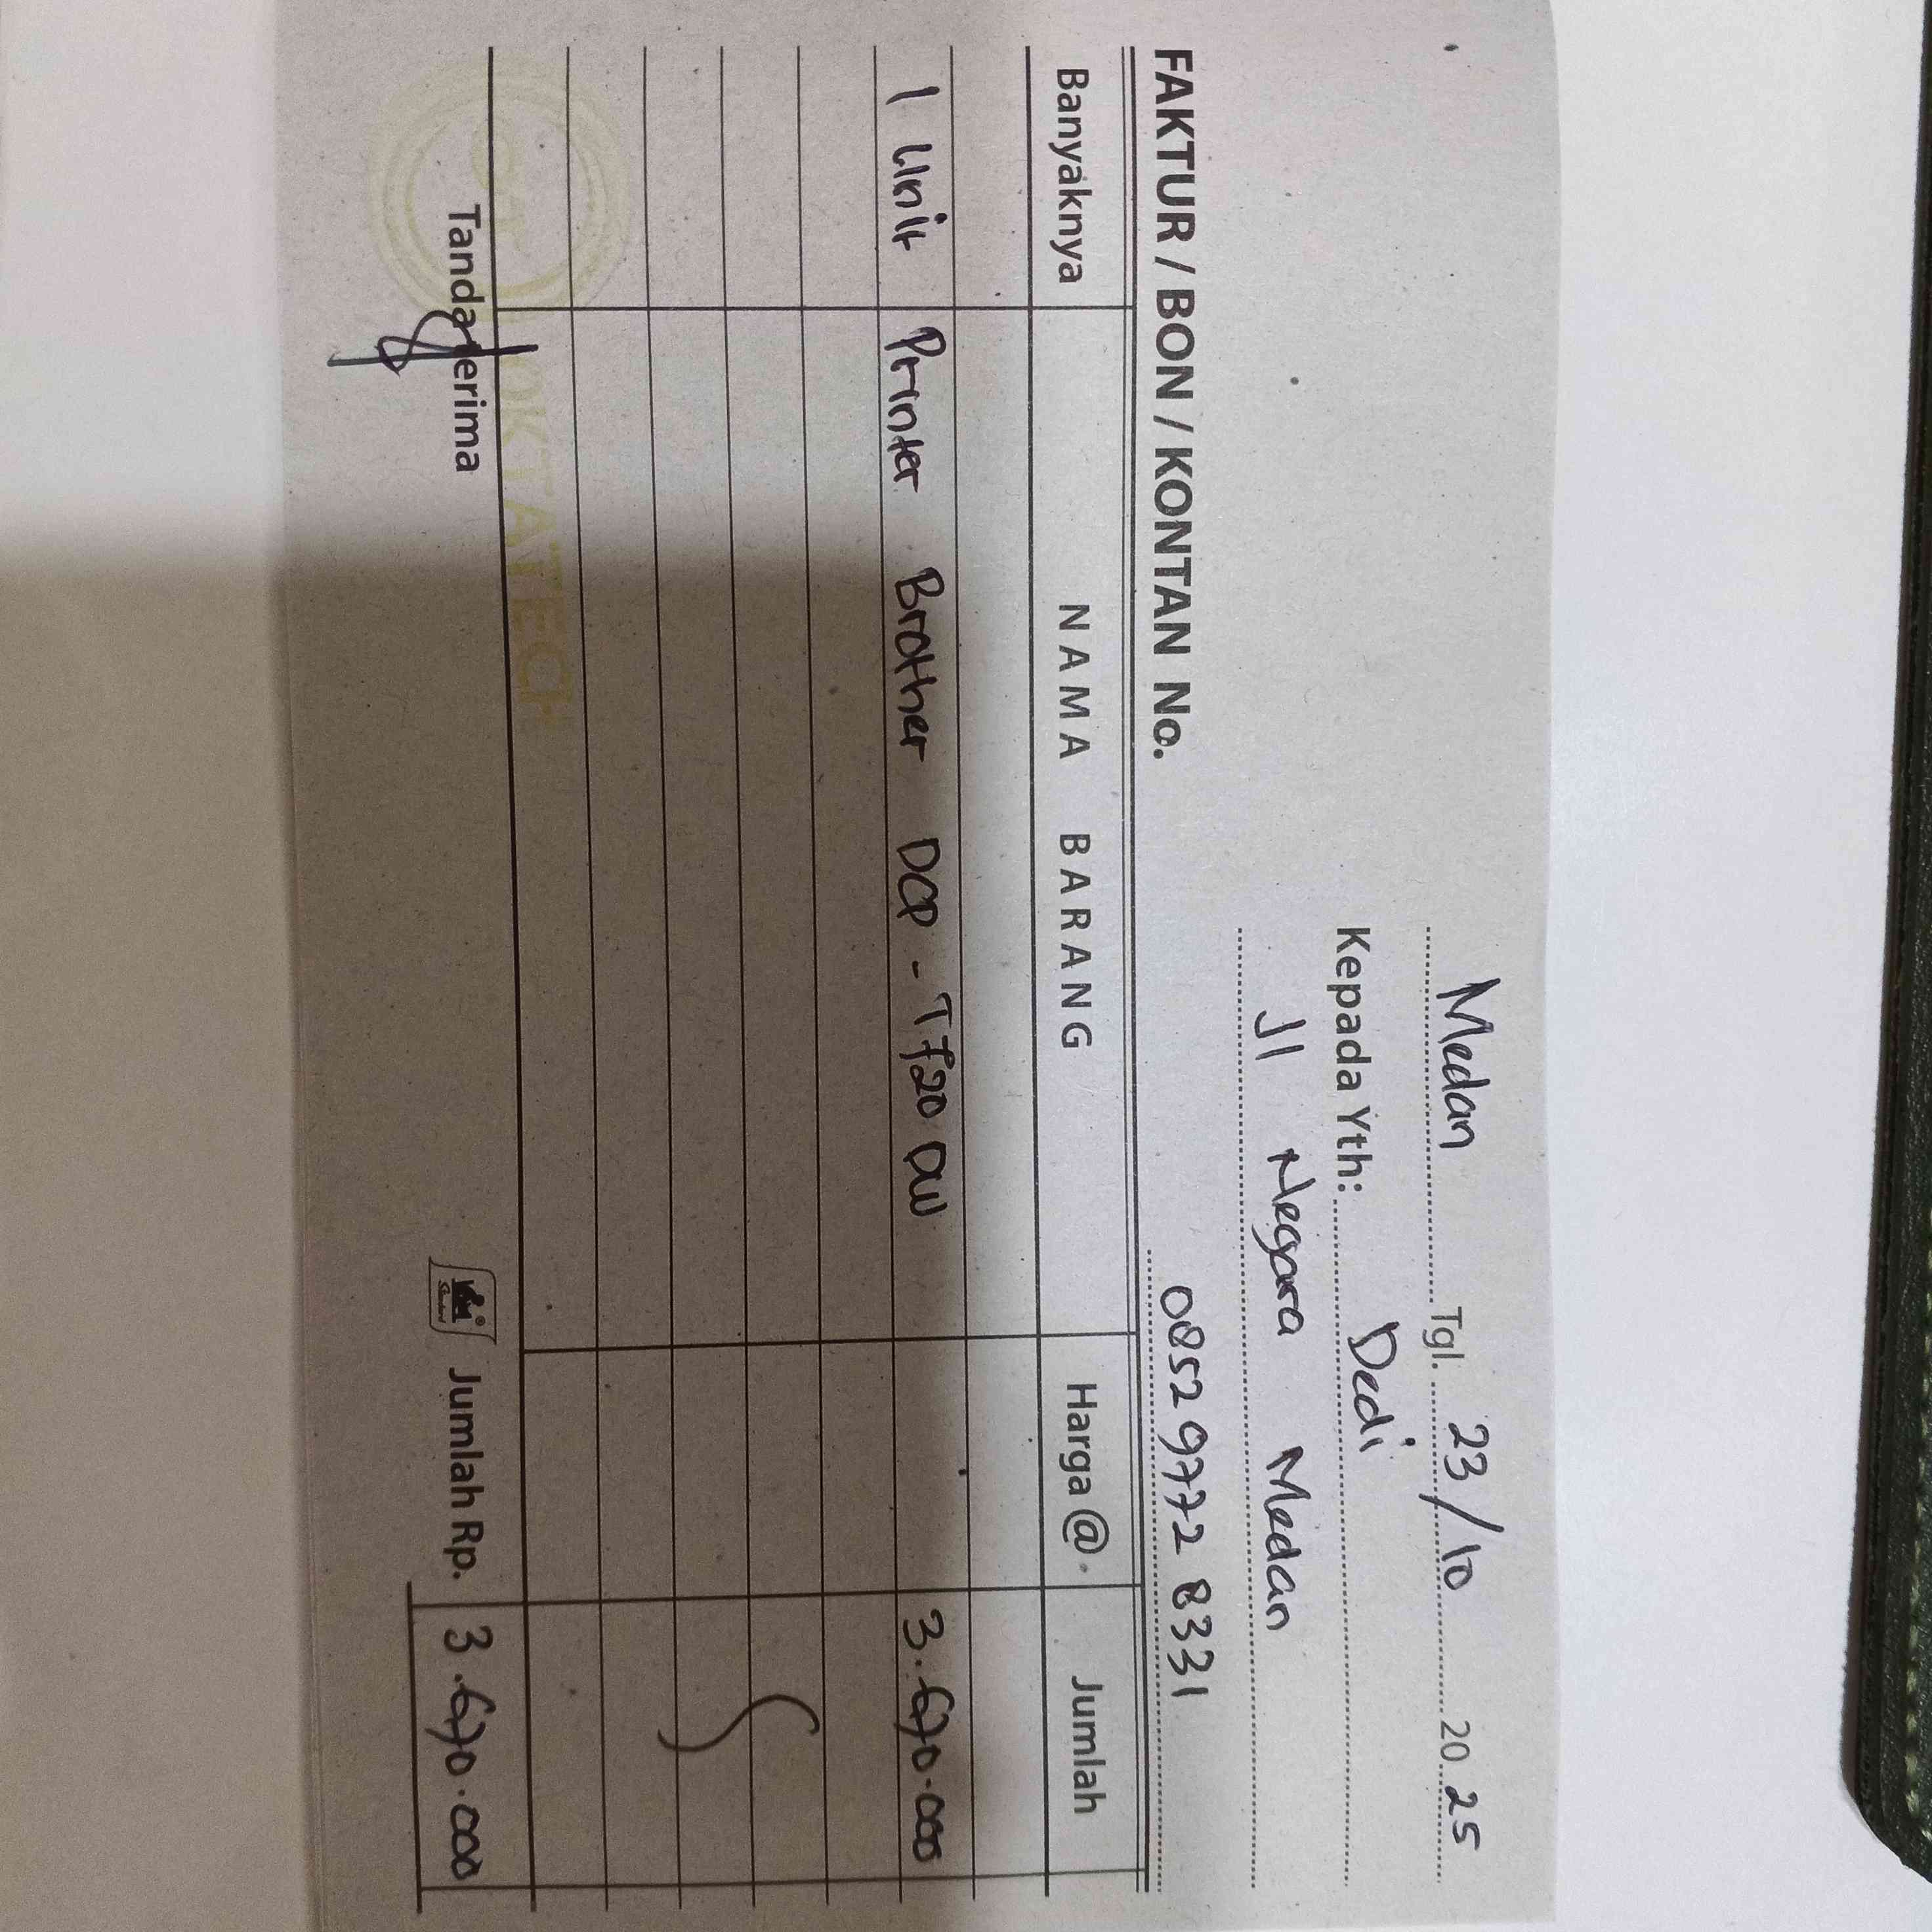 Medan Tgl. 23/10 20 25
Kepada Yth: Dedi
Jl Negara Medan
0852 9772 8331
FAKTUR / BON / KONTAN No.
Banyaknya NAMA BARANG Harga @ Jumlah
1 Unit Printer Brother DCP - T720 DW 3.670.000
OKTATECH
Tanda terima Jumlah Rp. 3.670.000